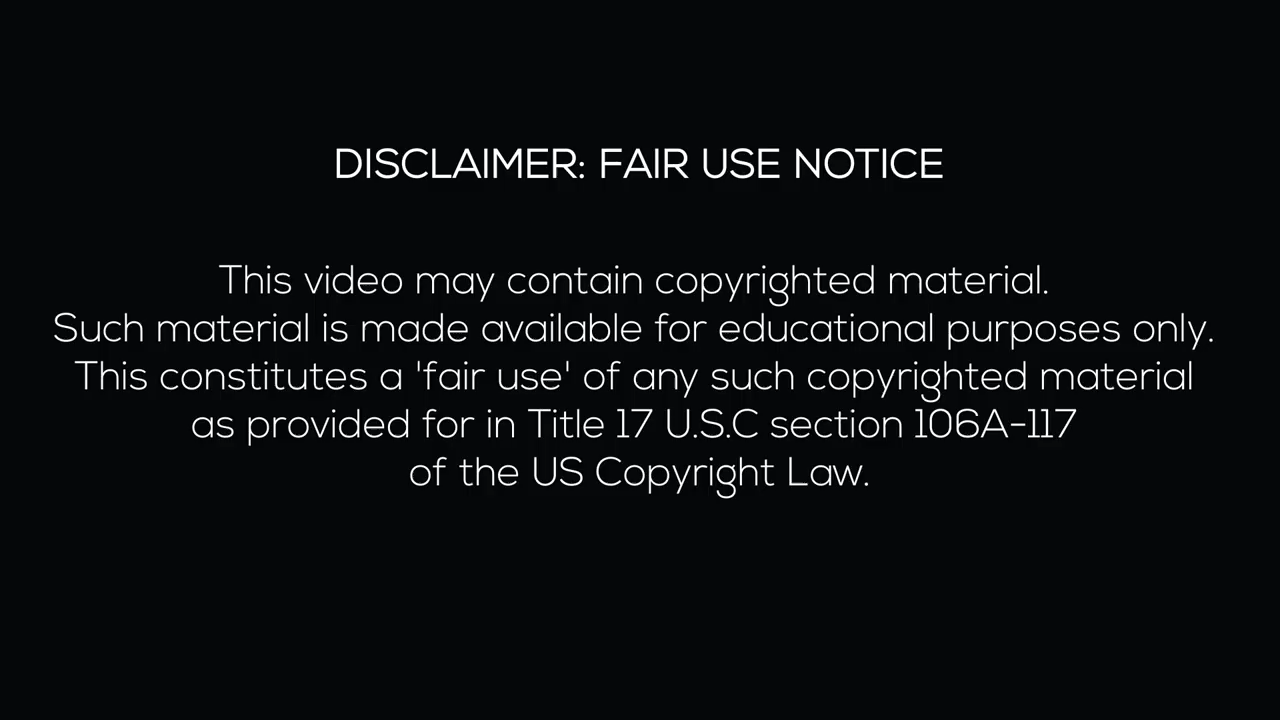 DISCLAIMER: FAIR USE NOTICE
This video may contain copyrighted material.
Such material is made available for educational purposes only.
This constitutes a 'fair use' of any such copyrighted material
as provided for in Title 17 U.S.C section 106A-117
of the US Copyright Law.